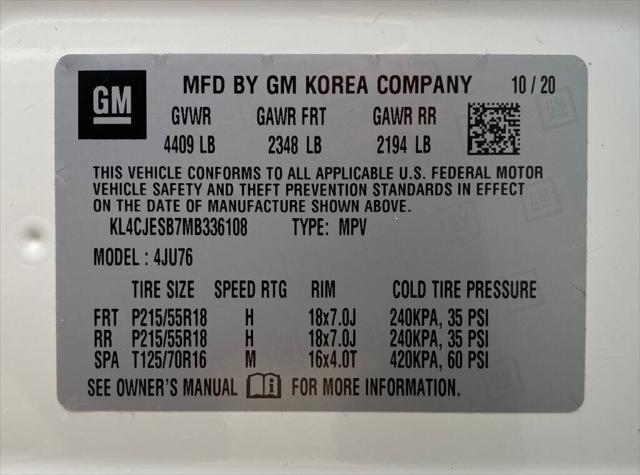 GM MFD BY GM KOREA COMPANY 10/20
GVWR GAWR FRT GAWR RR
4409 LB 2348 LB 2194 LB
THIS VEHICLE CONFORMS TO ALL APPLICABLE U.S. FEDERAL MOTOR
VEHICLE SAFETY AND THEFT PREVENTION STANDARDS IN EFFECT
ON THE DATE OF MANUFACTURE SHOWN ABOVE.
KL4CJESB7MB336108 TYPE: MPV
MODEL : 4JU76
TIRE SIZE SPEED RTG RIM COLD TIRE PRESSURE
FRT P215/55R18 H 18x7.0J 240KPA, 35 PSI
RR P215/55R18 H 18x7.0J 240KPA, 35 PSI
SPA T125/70R16 M 16x4.0T 420KPA, 60 PSI
SEE OWNER'S MANUAL FOR MORE INFORMATION.